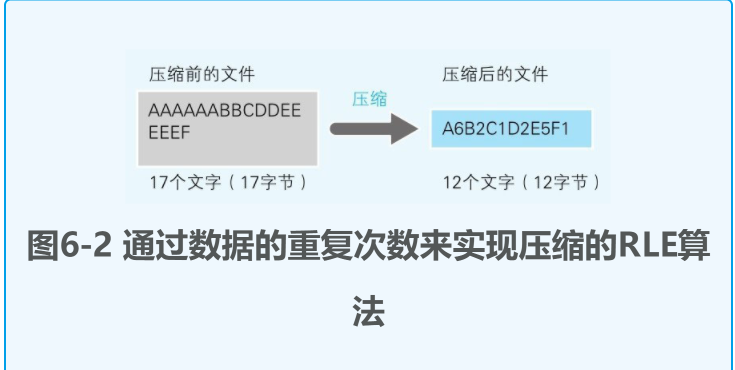 压缩前的文件
压缩后的文件
AAAAAABBCDDEE
EEEF
压缩
A6B2C1D2E5F1
17个文字（17字节）
12个文字（12字节）
图6-2 通过数据的重复次数来实现压缩的RLE算
法